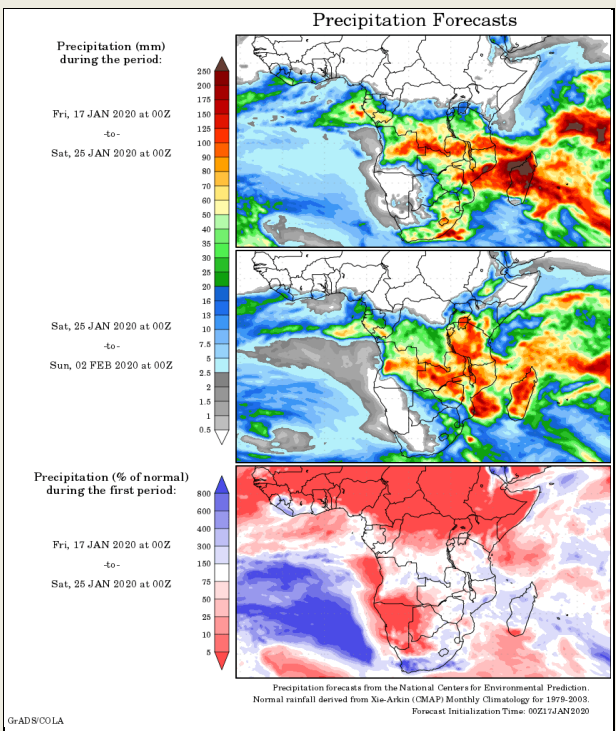 Precipitation Forecasts
Precipitation (mm)
during the period:
Fri, 17 JAN 2020 at 00Z
-to-
Sat, 25 JAN 2020 at 00Z
250
200
175
150
125
100
90
80
70
60
50
40
35
30
25
20
16
13
10
7.5
5
2.5
2
1.5
1
0.5
Sat, 25 JAN 2020 at 00Z
-to-
Sun, 02 FEB 2020 at 00Z
Precipitation (% of normal)
during the first period:
Fri, 17 JAN 2020 at 00Z
-to-
Sat, 25 JAN 2020 at 00Z
800
600
400
300
150
75
50
25
10
5
Precipitation forecasts from the National Centers for Environmental Prediction.
Normal rainfall derived from Xie-Arkin (CMAP) Monthly Climatology for 1979-2003.
Forecast Initialization Time: 00Z17JAN2020
GrADS/COLA